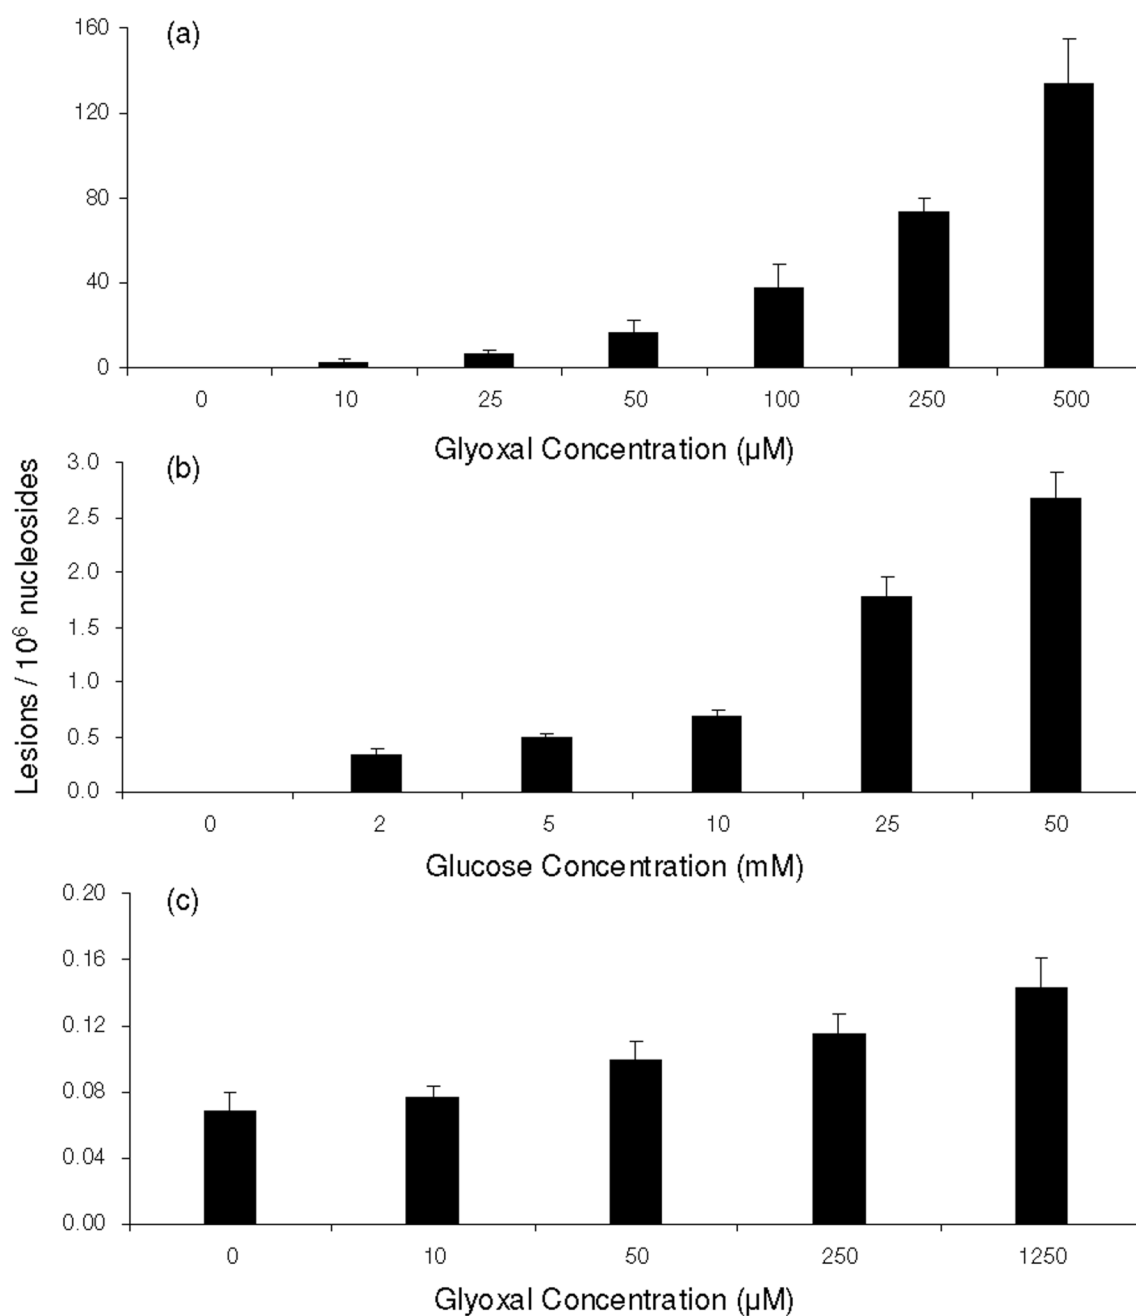 (a)
160
120
80
40
0
0 10 25 50 100 250 500
Glyoxal Concentration (µM)
Lesions / 10⁶ nucleosides
(b)
3.0
2.5
2.0
1.5
1.0
0.5
0.0
0 2 5 10 25 50
Glucose Concentration (mM)
(c)
0.20
0.16
0.12
0.08
0.04
0.00
0 10 50 250 1250
Glyoxal Concentration (µM)